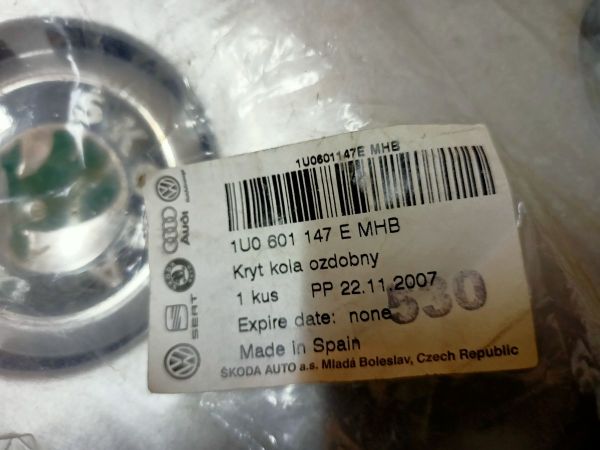 1U0601147E MHB
1U0 601 147 E MHB
Kryt kola ozdobny
1 kus PP 22.11.2007
530
Expire date: none
Made in Spain
ŠKODA AUTO a.s. Mladá Boleslav, Czech Republic
Audi
SEAT